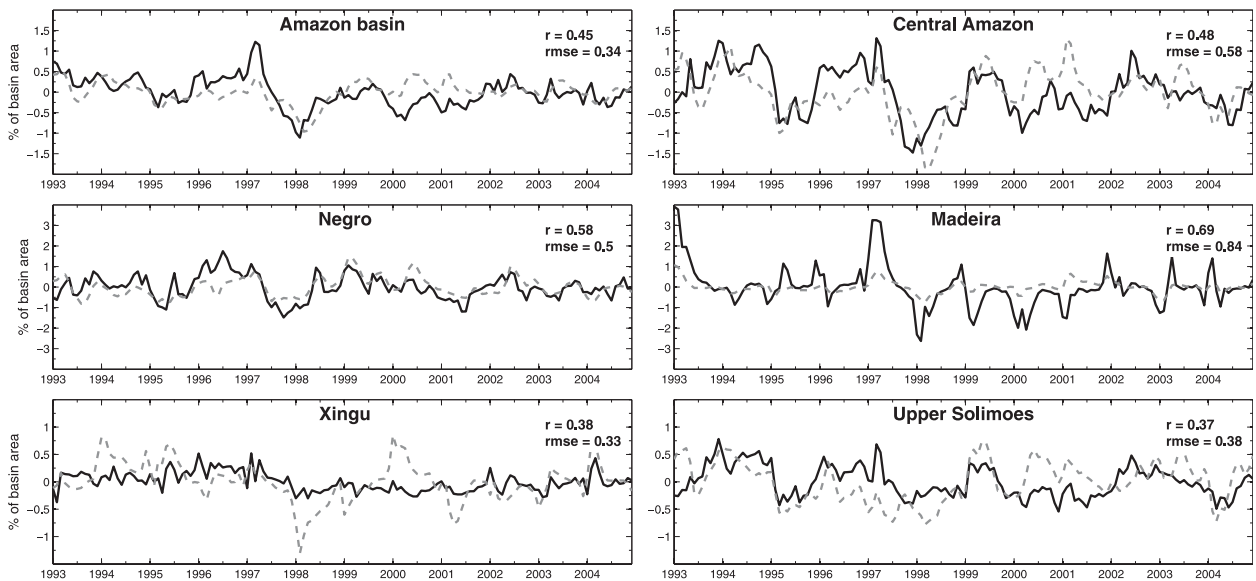 Amazon basin
r = 0.45
rmse = 0.34
% of basin area
1.5
1
0.5
0
−0.5
−1
−1.5
1993 1994 1995 1996 1997 1998 1999 2000 2001 2002 2003 2004
Central Amazon
r = 0.48
rmse = 0.58
1.5
1
0.5
0
−0.5
−1
−1.5
1993 1994 1995 1996 1997 1998 1999 2000 2001 2002 2003 2004
Negro
r = 0.58
rmse = 0.5
% of basin area
3
2
1
0
−1
−2
−3
1993 1994 1995 1996 1997 1998 1999 2000 2001 2002 2003 2004
Madeira
r = 0.69
rmse = 0.84
3
2
1
0
−1
−2
−3
1993 1994 1995 1996 1997 1998 1999 2000 2001 2002 2003 2004
Xingu
r = 0.38
rmse = 0.33
% of basin area
1
0.5
0
−0.5
−1
1993 1994 1995 1996 1997 1998 1999 2000 2001 2002 2003 2004
Upper Solimoes
r = 0.37
rmse = 0.38
1
0.5
0
−0.5
−1
1993 1994 1995 1996 1997 1998 1999 2000 2001 2002 2003 2004